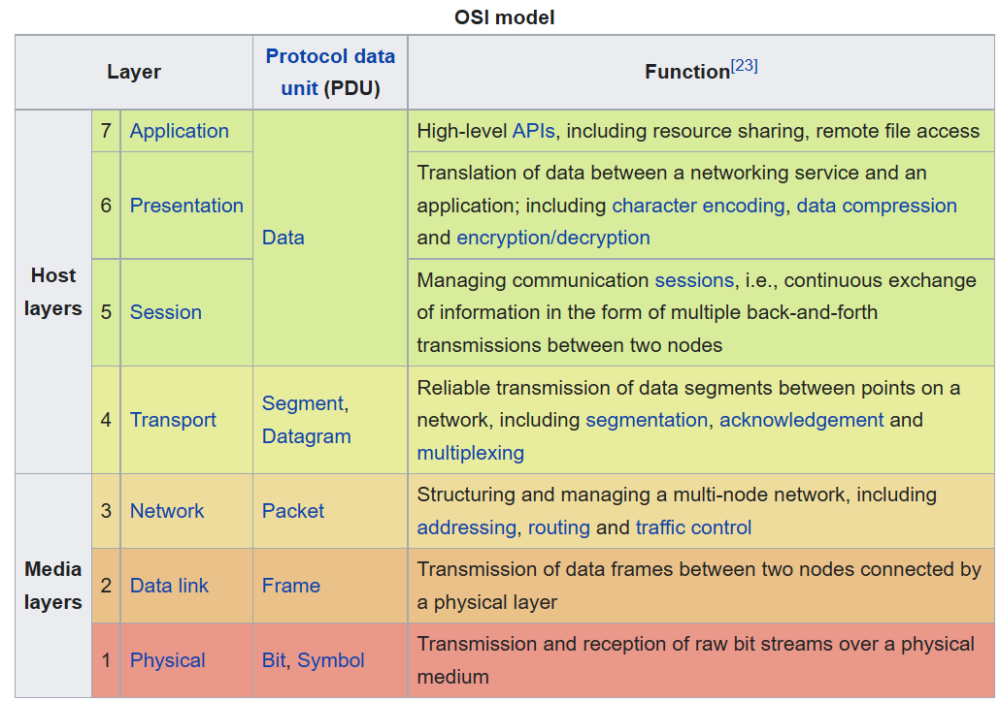 OSI model
Layer
Protocol data
unit (PDU)
Function[23]
Host
layers
7
Application
Data
High-level APIs, including resource sharing, remote file access
6
Presentation
Translation of data between a networking service and an
application; including character encoding, data compression
and encryption/decryption
5
Session
Managing communication sessions, i.e., continuous exchange
of information in the form of multiple back-and-forth
transmissions between two nodes
4
Transport
Segment,
Datagram
Reliable transmission of data segments between points on a
network, including segmentation, acknowledgement and
multiplexing
Media
layers
3
Network
Packet
Structuring and managing a multi-node network, including
addressing, routing and traffic control
2
Data link
Frame
Transmission of data frames between two nodes connected by
a physical layer
1
Physical
Bit, Symbol
Transmission and reception of raw bit streams over a physical
medium